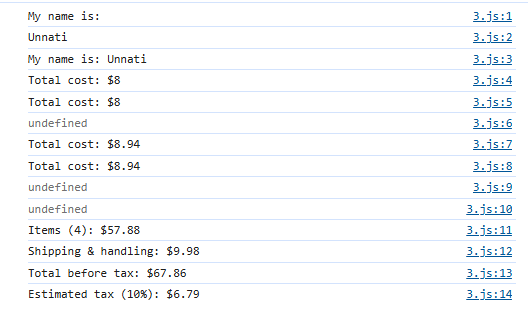 My name is: 3.js:1
Unnati 3.js:2
My name is: Unnati 3.js:3
Total cost: $8 3.js:4
Total cost: $8 3.js:5
undefined 3.js:6
Total cost: $8.94 3.js:7
Total cost: $8.94 3.js:8
undefined 3.js:9
undefined 3.js:10
Items (4): $57.88 3.js:11
Shipping & handling: $9.98 3.js:12
Total before tax: $67.86 3.js:13
Estimated tax (10%): $6.79 3.js:14